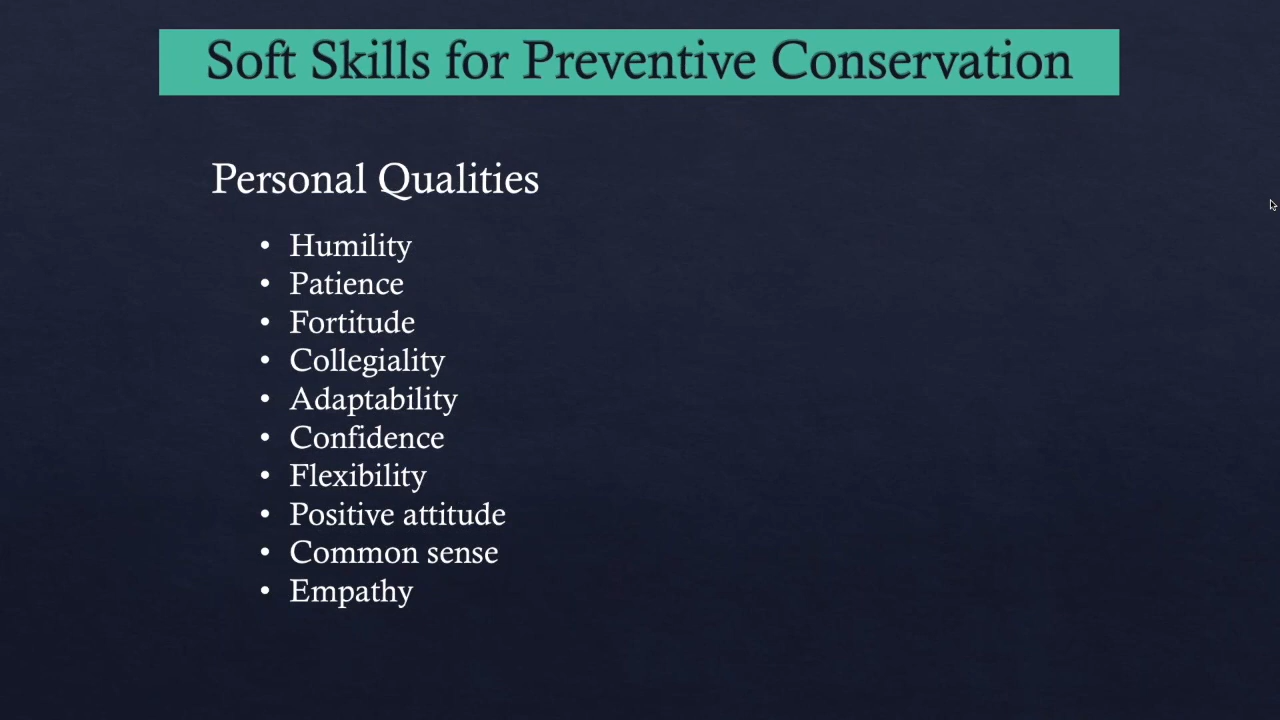 Soft Skills for Preventive Conservation
Personal Qualities
• Humility
• Patience
• Fortitude
• Collegiality
• Adaptability
• Confidence
• Flexibility
• Positive attitude
• Common sense
• Empathy